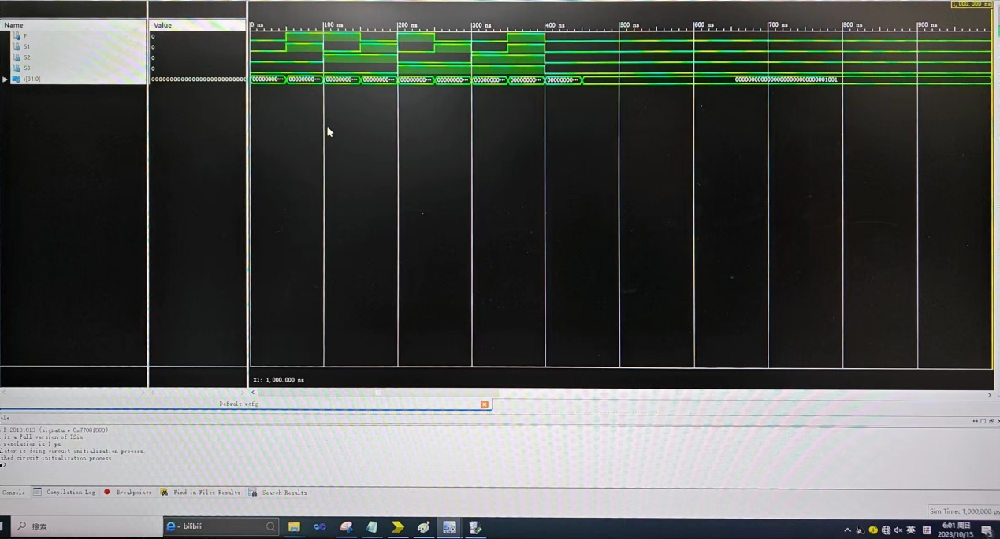 1,000.000 ns
Name Value
0 ns 100 ns 200 ns 300 ns 400 ns 500 ns 600 ns 700 ns 800 ns 900 ns
F 0
S1 0
S2 0
S3 0
i[31:0] 00000000··· 00000000··· 00000000··· 00000000··· 00000000··· 00000000··· 00000000··· 00000000··· 00000000···
X1: 1,000.000 ns
Default.wcfg
P.20131013 (signature 0x7708f090)
is a Full version of ISim
resolution is 1 ps
lator is doing circuit initialization process.
shed circuit initialization process.
Console Compilation Log Breakpoints Find in Files Results Search Results
Sim Time: 1,000,000 ps
搜索 bilibili 英 6:01 周日
2023/10/15